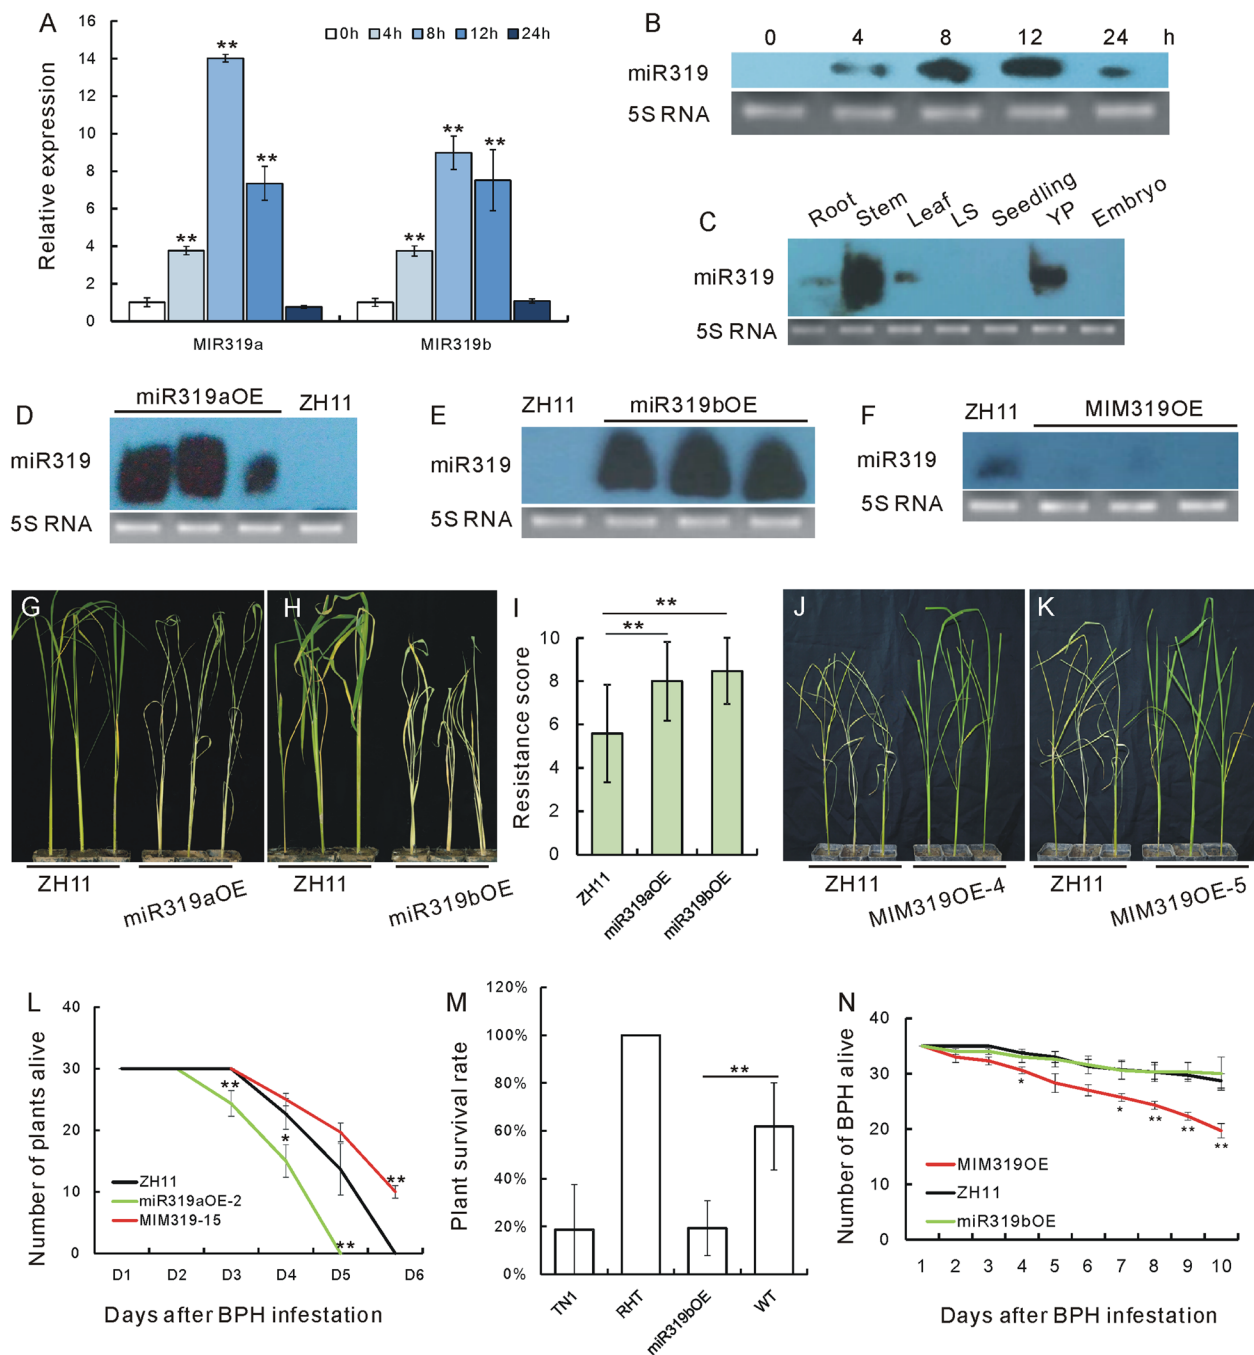 A
16
14
12
10
8
6
4
2
0
Relative expression
0h 4h 8h 12h 24h
** ** ** ** ** **
MIR319a MIR319b
B
0 4 8 12 24 h
miR319
5S RNA
C
Root Stem Leaf LS Seedling YP Embryo
miR319
5S RNA
D
miR319aOE ZH11
miR319
5S RNA
E
ZH11 miR319bOE
miR319
5S RNA
F
ZH11 MIM319OE
miR319
5S RNA
G
ZH11 miR319aOE
H
ZH11 miR319bOE
I
**
**
10
8
6
4
2
0
Resistance score
ZH11 miR319aOE miR319bOE
J
ZH11 MIM319OE-4
K
ZH11 MIM319OE-5
L
40
30
20
10
0
Number of plants alive
** * ** **
ZH11
miR319aOE-2
MIM319-15
D1 D2 D3 D4 D5 D6
Days after BPH infestation
M
120%
100%
80%
60%
40%
20%
0%
Plant survival rate
**
TN1 RHT miR319bOE WT
N
40
30
20
10
0
Number of BPH alive
* * ** ** **
MIM319OE
ZH11
miR319bOE
1 2 3 4 5 6 7 8 9 10
Days after BPH infestation